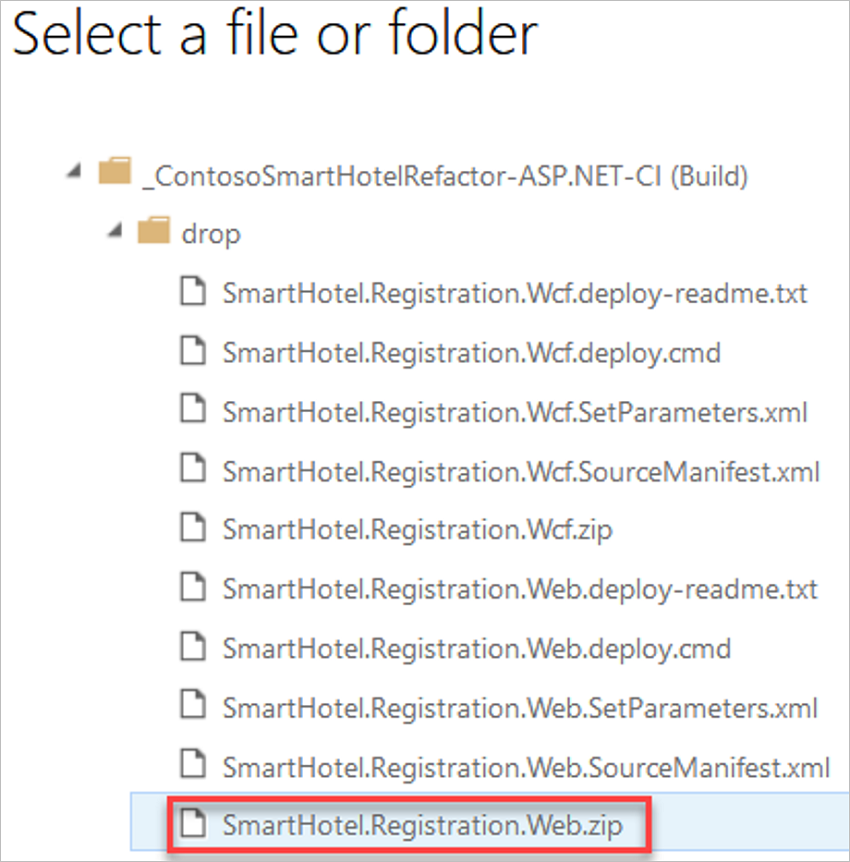 Select a file or folder
_ContosoSmartHotelRefactor-ASP.NET-CI (Build)
drop
SmartHotel.Registration.Wcf.deploy-readme.txt
SmartHotel.Registration.Wcf.deploy.cmd
SmartHotel.Registration.Wcf.SetParameters.xml
SmartHotel.Registration.Wcf.SourceManifest.xml
SmartHotel.Registration.Wcf.zip
SmartHotel.Registration.Web.deploy-readme.txt
SmartHotel.Registration.Web.deploy.cmd
SmartHotel.Registration.Web.SetParameters.xml
SmartHotel.Registration.Web.SourceManifest.xml
SmartHotel.Registration.Web.zip